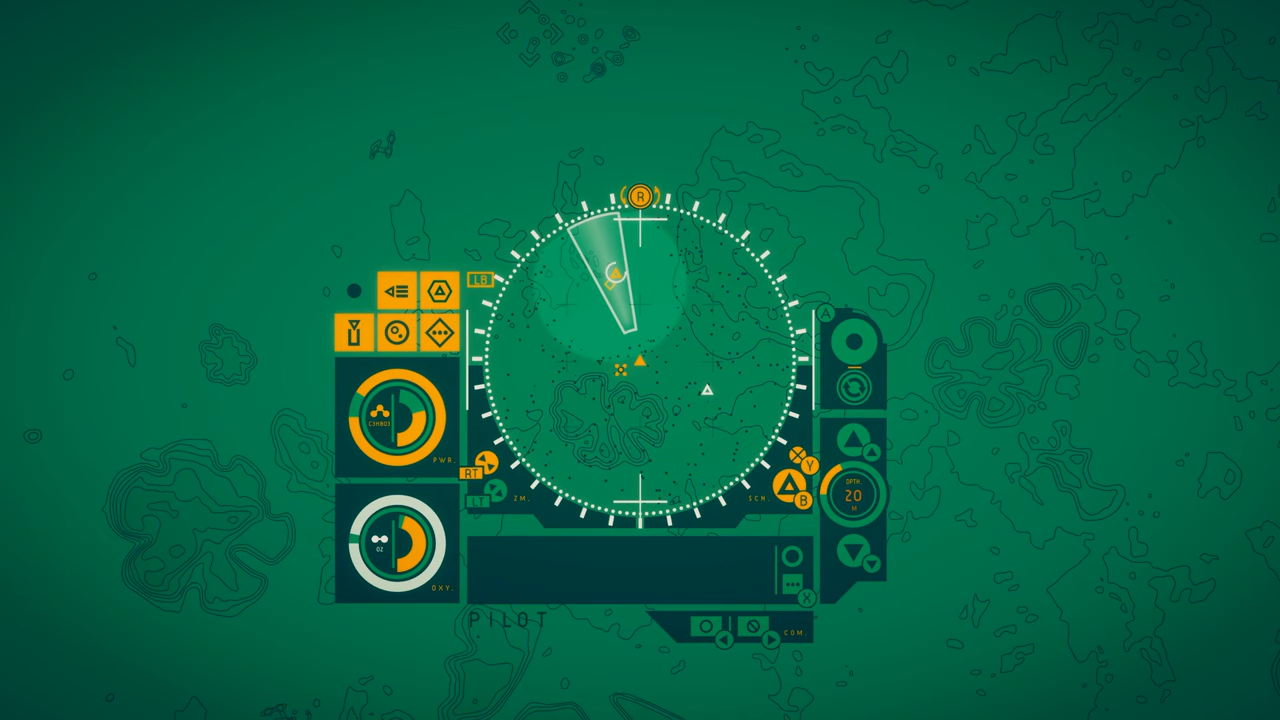 R
LB
A
C3H8O3
PWR.
Y
RT
LT
ZM.
SCN.
B
DPTH.
20
M
O2
OXY.
X
PILOT
COM.